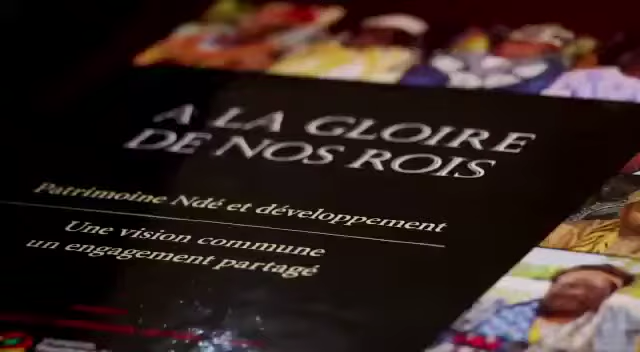 A LA GLOIRE
DE NOS ROIS
Patrimoine Ndé et développement
Une vision commune
un engagement partagé